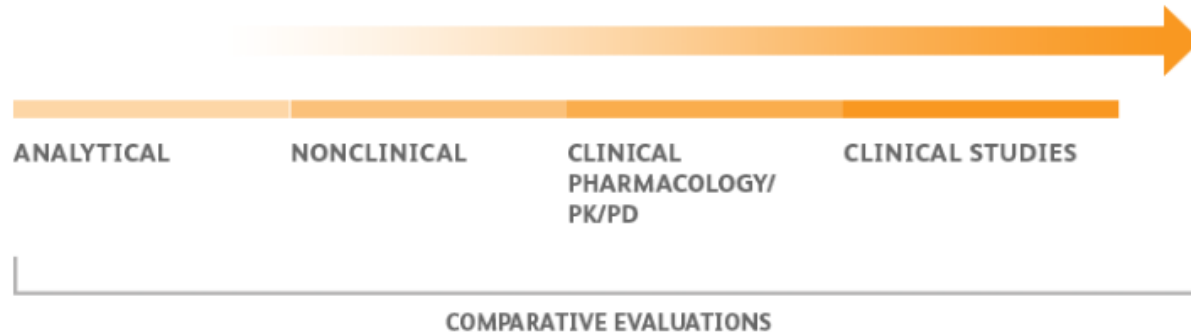 ANALYTICAL
NONCLINICAL
CLINICAL
PHARMACOLOGY/
PK/PD
CLINICAL STUDIES
COMPARATIVE EVALUATIONS